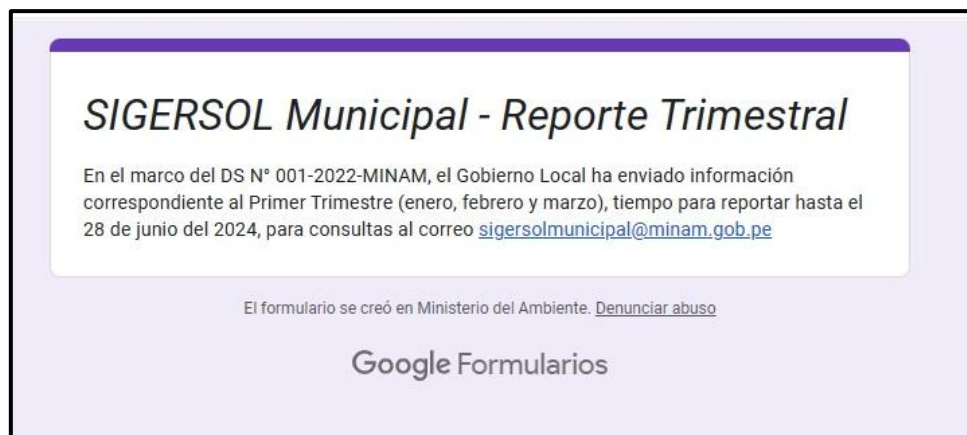 SIGERSOL Municipal - Reporte Trimestral
En el marco del DS N° 001-2022-MINAM, el Gobierno Local ha enviado información
correspondiente al Primer Trimestre (enero, febrero y marzo), tiempo para reportar hasta el
28 de junio del 2024, para consultas al correo sigersolmunicipal@minam.gob.pe
El formulario se creó en Ministerio del Ambiente. Denunciar abuso
Google Formularios